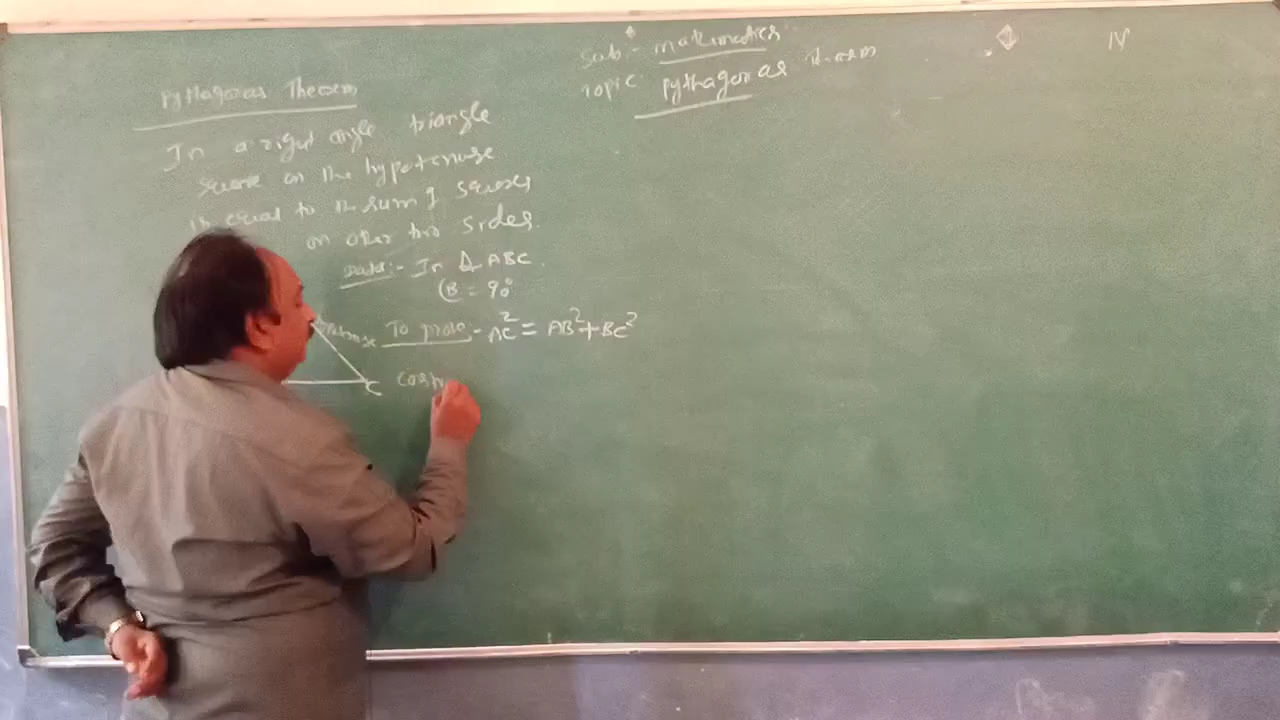 Sub:- mathematics
Topic Pythagoras Theorem
IV
Pythagoras Theorem
In a right angle triangle
square on the hypotenuse
is equal to the sum of squares
on other two sides.
Data:- In Δ ABC.
B = 90°
To prove:- AC² = AB² + BC²
C